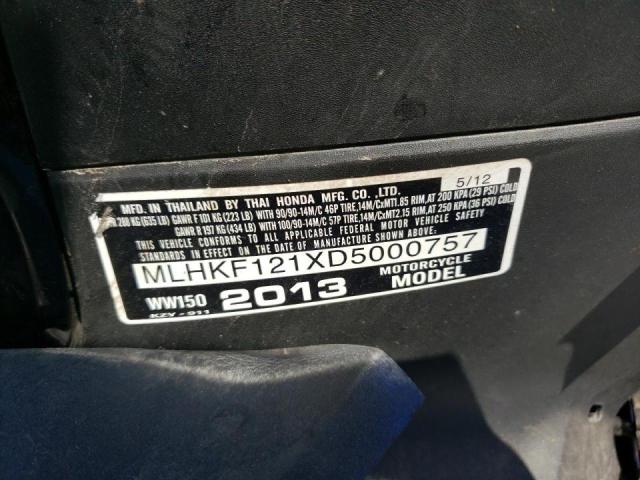 MFD. IN THAILAND BY THAI HONDA MFG. CO.,LTD. 5/12
288 KG (635 LB) GAWR F 101 KG (223 LB) WITH 90/90-14M/C 46P TIRE,14M/CxMT1.85 RIM,AT 200 KPA (29 PSI) COLD
GAWR R 197 KG (434 LB) WITH 100/90-14M/C 57P TIRE,14M/CxMT2.15 RIM,AT 250 KPA (36 PSI) COLD
THIS VEHICLE CONFORMS TO ALL APPLICABLE FEDERAL MOTOR VEHICLE SAFETY
STANDARDS IN EFFECT ON THE DATE OF MANUFACTURE SHOWN ABOVE.
MLHKF121XD5000757
MOTORCYCLE
WW150 2013 MODEL
KZY-911